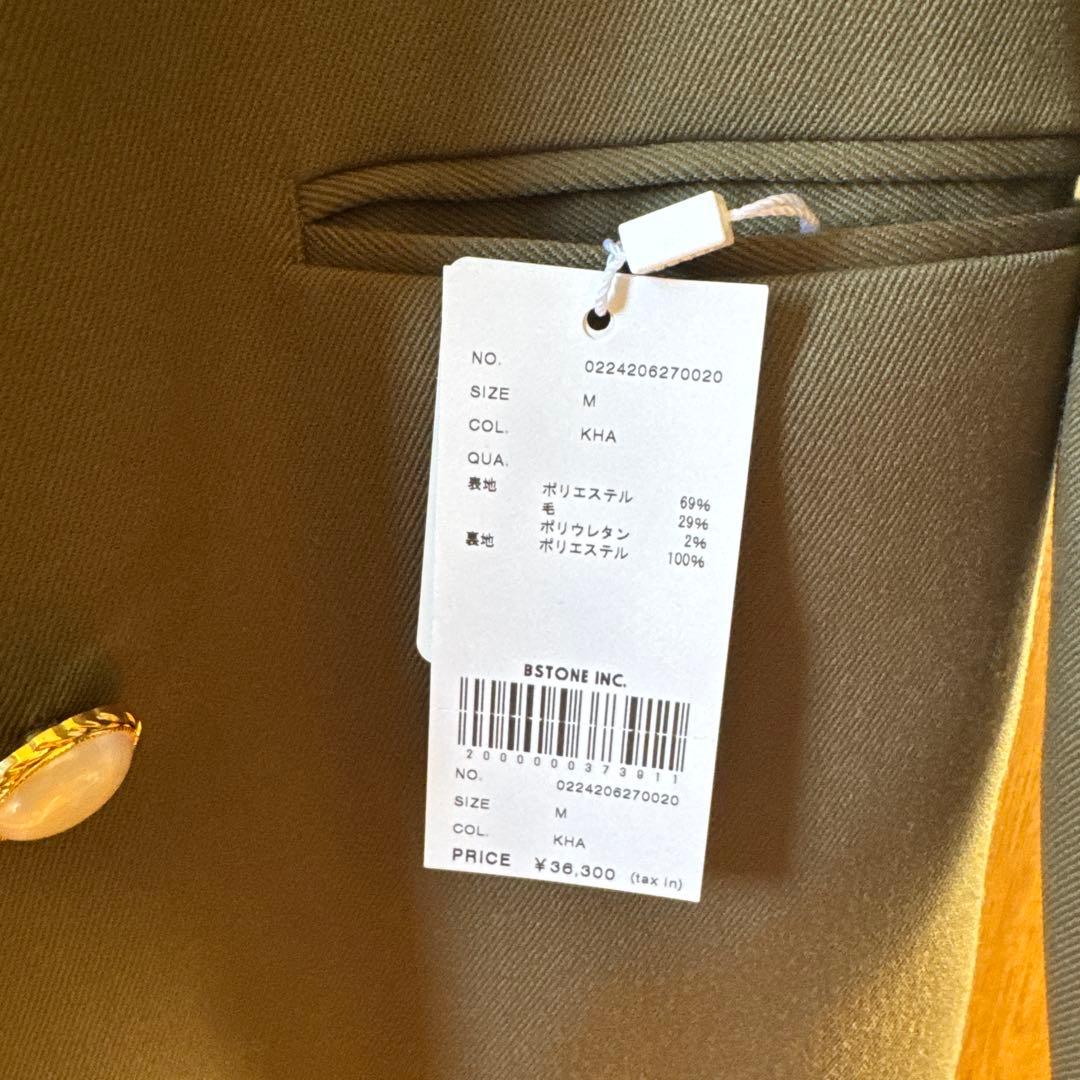 NO. 0224206270020
SIZE M
COL. KHA
QUA.
表地 ポリエステル 69%
毛 29%
ポリウレタン 2%
裏地 ポリエステル 100%
BSTONE INC.
2000000373911
NO. 0224206270020
SIZE M
COL. KHA
PRICE ¥36,300 (tax in)